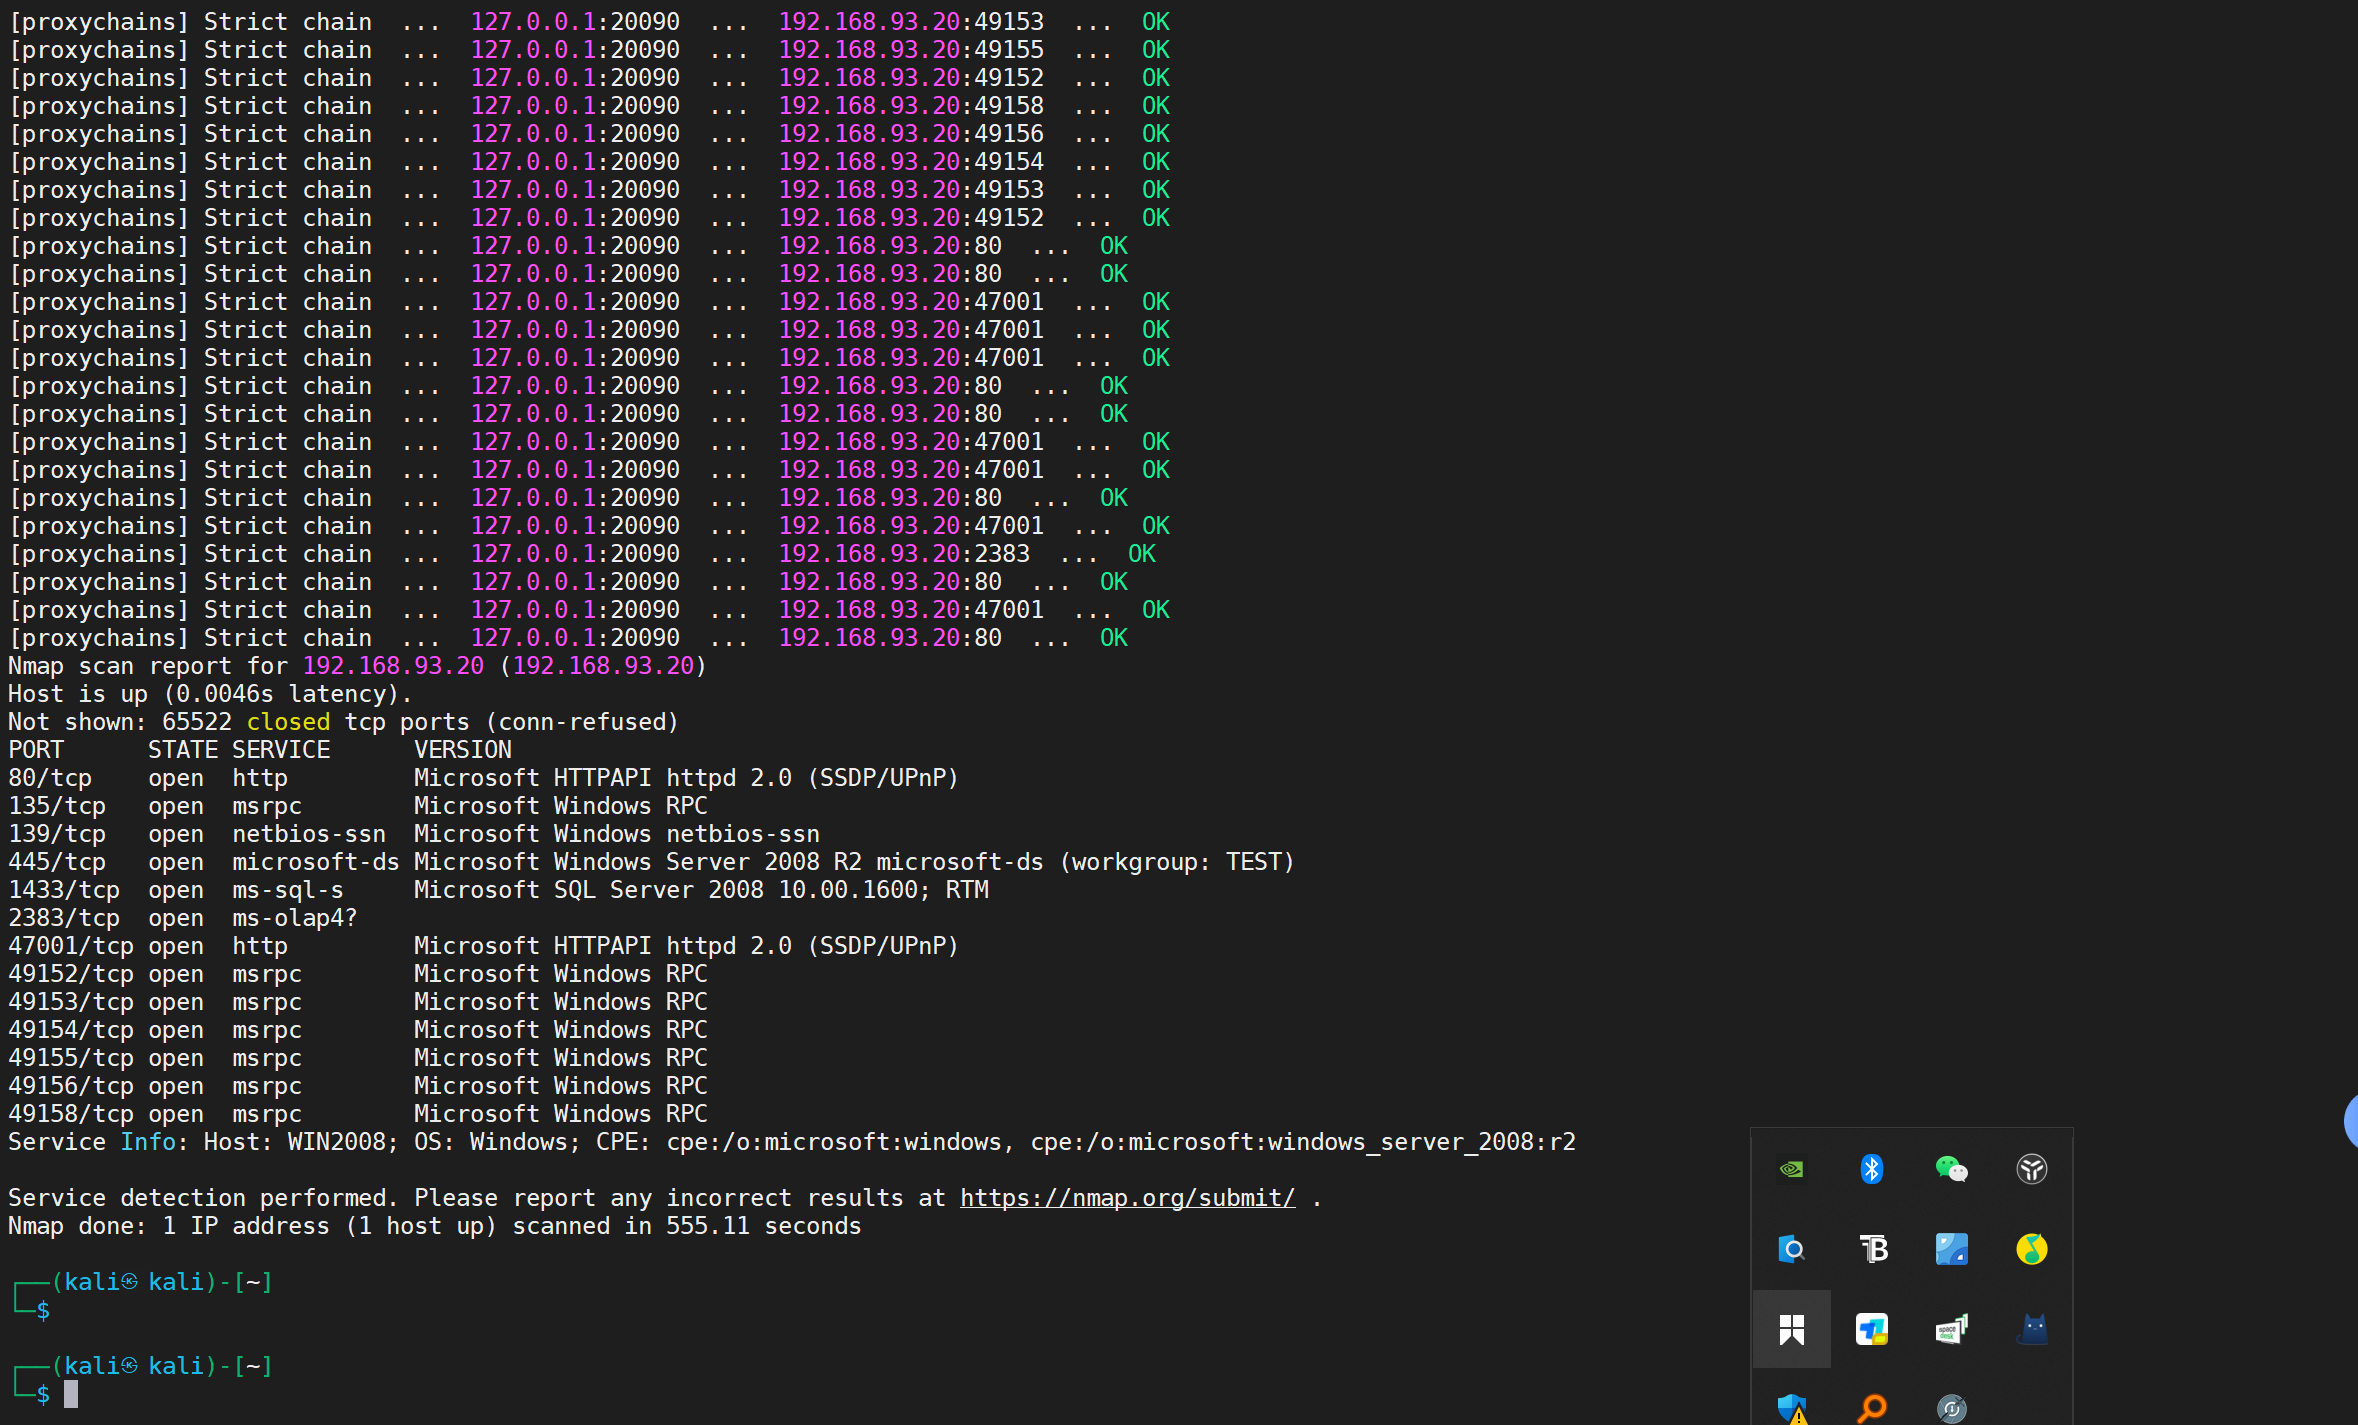 [proxychains] Strict chain  ...  127.0.0.1:20090  ...  192.168.93.20:49153  ...  OK
[proxychains] Strict chain  ...  127.0.0.1:20090  ...  192.168.93.20:49155  ...  OK
[proxychains] Strict chain  ...  127.0.0.1:20090  ...  192.168.93.20:49152  ...  OK
[proxychains] Strict chain  ...  127.0.0.1:20090  ...  192.168.93.20:49158  ...  OK
[proxychains] Strict chain  ...  127.0.0.1:20090  ...  192.168.93.20:49156  ...  OK
[proxychains] Strict chain  ...  127.0.0.1:20090  ...  192.168.93.20:49154  ...  OK
[proxychains] Strict chain  ...  127.0.0.1:20090  ...  192.168.93.20:49153  ...  OK
[proxychains] Strict chain  ...  127.0.0.1:20090  ...  192.168.93.20:49152  ...  OK
[proxychains] Strict chain  ...  127.0.0.1:20090  ...  192.168.93.20:80  ...  OK
[proxychains] Strict chain  ...  127.0.0.1:20090  ...  192.168.93.20:80  ...  OK
[proxychains] Strict chain  ...  127.0.0.1:20090  ...  192.168.93.20:47001  ...  OK
[proxychains] Strict chain  ...  127.0.0.1:20090  ...  192.168.93.20:47001  ...  OK
[proxychains] Strict chain  ...  127.0.0.1:20090  ...  192.168.93.20:47001  ...  OK
[proxychains] Strict chain  ...  127.0.0.1:20090  ...  192.168.93.20:80  ...  OK
[proxychains] Strict chain  ...  127.0.0.1:20090  ...  192.168.93.20:80  ...  OK
[proxychains] Strict chain  ...  127.0.0.1:20090  ...  192.168.93.20:47001  ...  OK
[proxychains] Strict chain  ...  127.0.0.1:20090  ...  192.168.93.20:47001  ...  OK
[proxychains] Strict chain  ...  127.0.0.1:20090  ...  192.168.93.20:80  ...  OK
[proxychains] Strict chain  ...  127.0.0.1:20090  ...  192.168.93.20:47001  ...  OK
[proxychains] Strict chain  ...  127.0.0.1:20090  ...  192.168.93.20:2383  ...  OK
[proxychains] Strict chain  ...  127.0.0.1:20090  ...  192.168.93.20:80  ...  OK
[proxychains] Strict chain  ...  127.0.0.1:20090  ...  192.168.93.20:47001  ...  OK
[proxychains] Strict chain  ...  127.0.0.1:20090  ...  192.168.93.20:80  ...  OK
Nmap scan report for 192.168.93.20 (192.168.93.20)
Host is up (0.0046s latency).
Not shown: 65522 closed tcp ports (conn-refused)
PORT      STATE SERVICE      VERSION
80/tcp    open  http         Microsoft HTTPAPI httpd 2.0 (SSDP/UPnP)
135/tcp   open  msrpc        Microsoft Windows RPC
139/tcp   open  netbios-ssn  Microsoft Windows netbios-ssn
445/tcp   open  microsoft-ds Microsoft Windows Server 2008 R2 microsoft-ds (workgroup: TEST)
1433/tcp  open  ms-sql-s     Microsoft SQL Server 2008 10.00.1600; RTM
2383/tcp  open  ms-olap4?
47001/tcp open  http         Microsoft HTTPAPI httpd 2.0 (SSDP/UPnP)
49152/tcp open  msrpc        Microsoft Windows RPC
49153/tcp open  msrpc        Microsoft Windows RPC
49154/tcp open  msrpc        Microsoft Windows RPC
49155/tcp open  msrpc        Microsoft Windows RPC
49156/tcp open  msrpc        Microsoft Windows RPC
49158/tcp open  msrpc        Microsoft Windows RPC
Service Info: Host: WIN2008; OS: Windows; CPE: cpe:/o:microsoft:windows, cpe:/o:microsoft:windows_server_2008:r2

Service detection performed. Please report any incorrect results at https://nmap.org/submit/ .
Nmap done: 1 IP address (1 host up) scanned in 555.11 seconds

┌──(kali㉿ kali)-[~]
└─$

┌──(kali㉿ kali)-[~]
└─$
TB
space desk